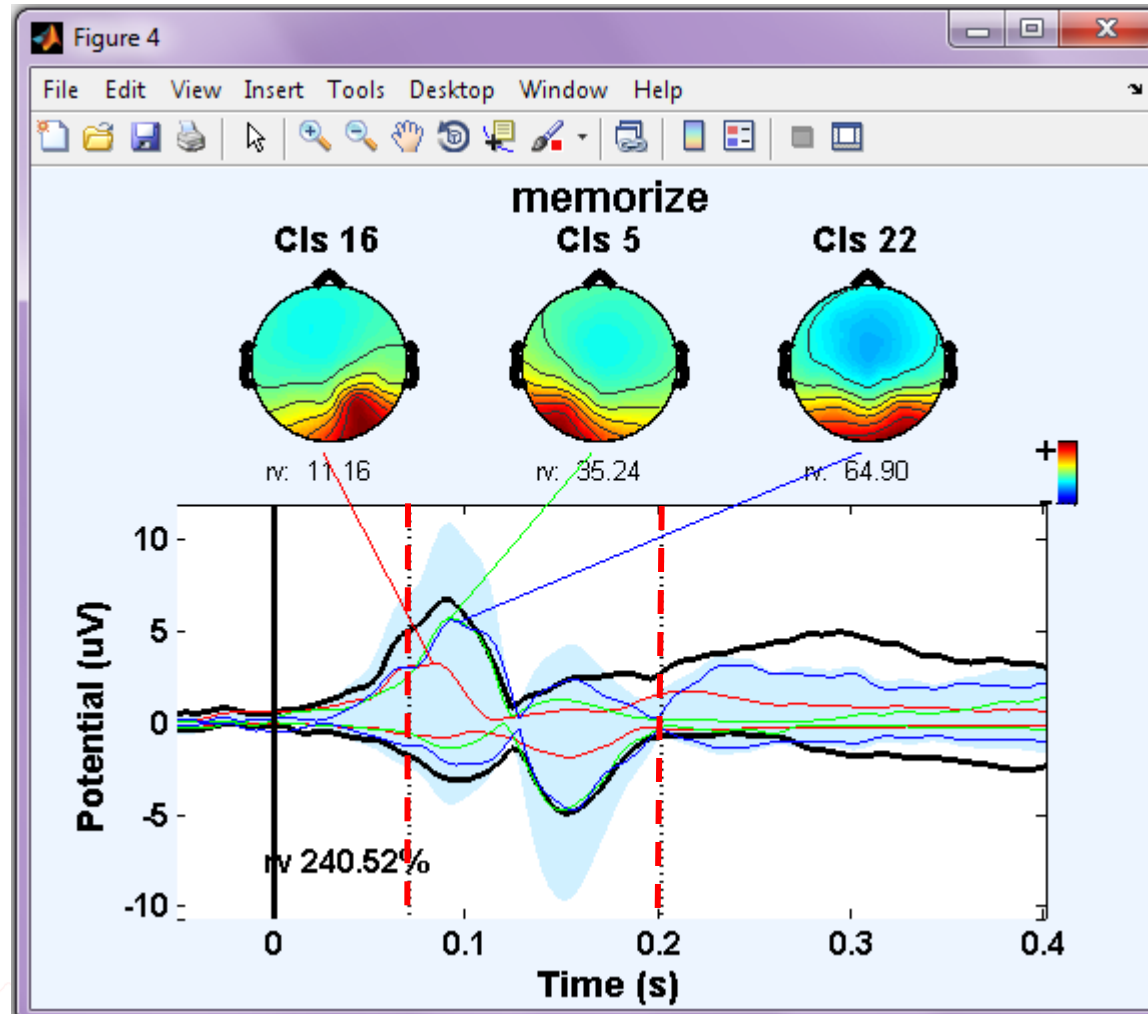 Figure 4
File Edit View Insert Tools Desktop Window Help
memorize
Cls 16 Cls 5 Cls 22
rv: 11.16 rv: 35.24 rv: 64.90
+
-
10
5
0
-5
-10
Potential (uV)
rv 240.52%
0 0.1 0.2 0.3 0.4
Time (s)